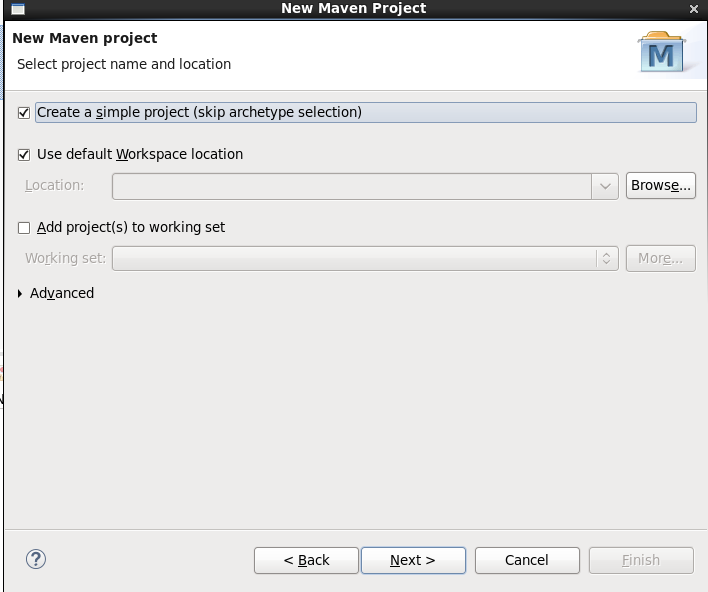 New Maven Project
New Maven project
Select project name and location
M
Create a simple project (skip archetype selection)
Use default Workspace location
Location:
Browse...
Add project(s) to working set
Working set:
More...
Advanced
?
< Back
Next >
Cancel
Finish